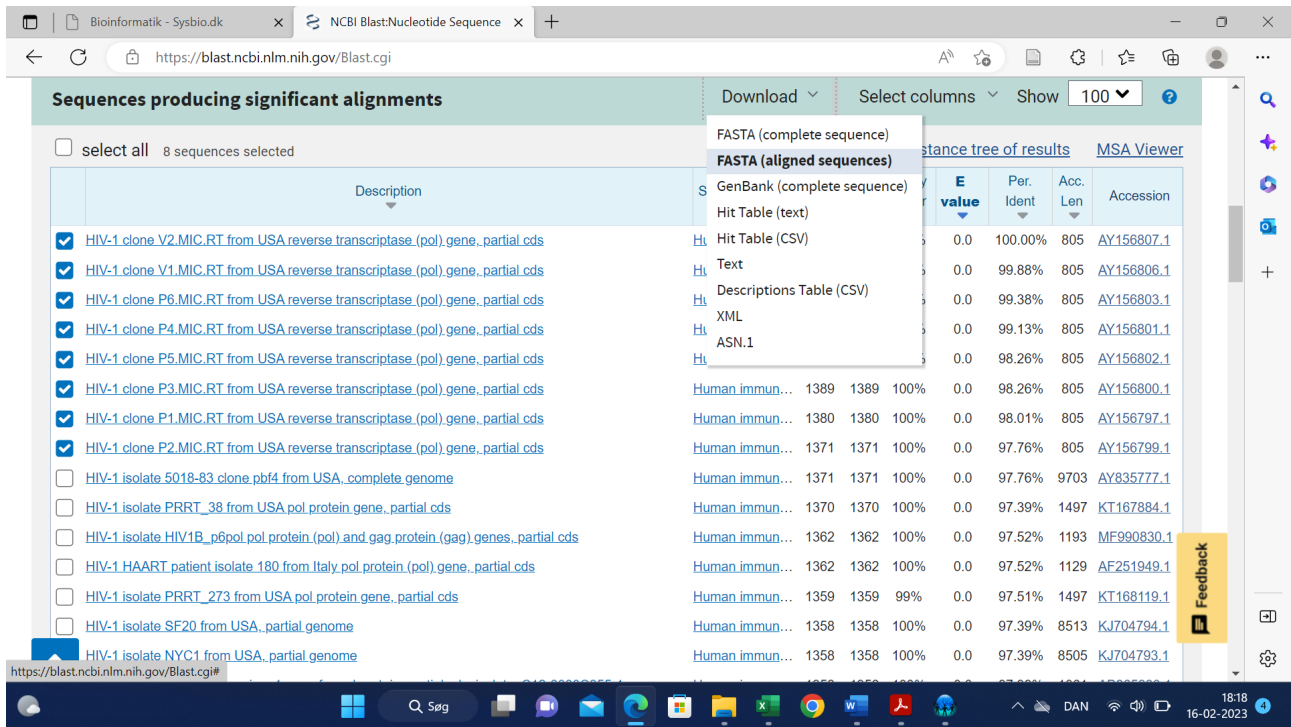 Bioinformatik - Sysbio.dk
NCBI Blast:Nucleotide Sequence
https://blast.ncbi.nlm.nih.gov/Blast.cgi
Sequences producing significant alignments Download Select columns Show 100
select all 8 sequences selected stance tree of results MSA Viewer
FASTA (complete sequence)
FASTA (aligned sequences)
GenBank (complete sequence)
Hit Table (text)
Hit Table (CSV)
Text
Descriptions Table (CSV)
XML
ASN.1
Description E value Per. Ident Acc. Len Accession
HIV-1 clone V2.MIC.RT from USA reverse transcriptase (pol) gene, partial cds 0.0 100.00% 805 AY156807.1
HIV-1 clone V1.MIC.RT from USA reverse transcriptase (pol) gene, partial cds 0.0 99.88% 805 AY156806.1
HIV-1 clone P6.MIC.RT from USA reverse transcriptase (pol) gene, partial cds 0.0 99.38% 805 AY156803.1
HIV-1 clone P4.MIC.RT from USA reverse transcriptase (pol) gene, partial cds 0.0 99.13% 805 AY156801.1
HIV-1 clone P5.MIC.RT from USA reverse transcriptase (pol) gene, partial cds 0.0 98.26% 805 AY156802.1
HIV-1 clone P3.MIC.RT from USA reverse transcriptase (pol) gene, partial cds Human immun... 1389 1389 100% 0.0 98.26% 805 AY156800.1
HIV-1 clone P1.MIC.RT from USA reverse transcriptase (pol) gene, partial cds Human immun... 1380 1380 100% 0.0 98.01% 805 AY156797.1
HIV-1 clone P2.MIC.RT from USA reverse transcriptase (pol) gene, partial cds Human immun... 1371 1371 100% 0.0 97.76% 805 AY156799.1
HIV-1 isolate 5018-83 clone pbf4 from USA, complete genome Human immun... 1371 1371 100% 0.0 97.76% 9703 AY835777.1
HIV-1 isolate PRRT_38 from USA pol protein gene, partial cds Human immun... 1370 1370 100% 0.0 97.39% 1497 KT167884.1
HIV-1 isolate HIV1B_p6pol pol protein (pol) and gag protein (gag) genes, partial cds Human immun... 1362 1362 100% 0.0 97.52% 1193 MF990830.1
HIV-1 HAART patient isolate 180 from Italy pol protein (pol) gene, partial cds Human immun... 1362 1362 100% 0.0 97.52% 1129 AF251949.1
HIV-1 isolate PRRT_273 from USA pol protein gene, partial cds Human immun... 1359 1359 99% 0.0 97.51% 1497 KT168119.1
HIV-1 isolate SF20 from USA, partial genome Human immun... 1358 1358 100% 0.0 97.39% 8513 KJ704794.1
HIV-1 isolate NYC1 from USA, partial genome Human immun... 1358 1358 100% 0.0 97.39% 8505 KJ704793.1
Feedback
https://blast.ncbi.nlm.nih.gov/Blast.cgi#
Søg
DAN
18:18
16-02-2023
4